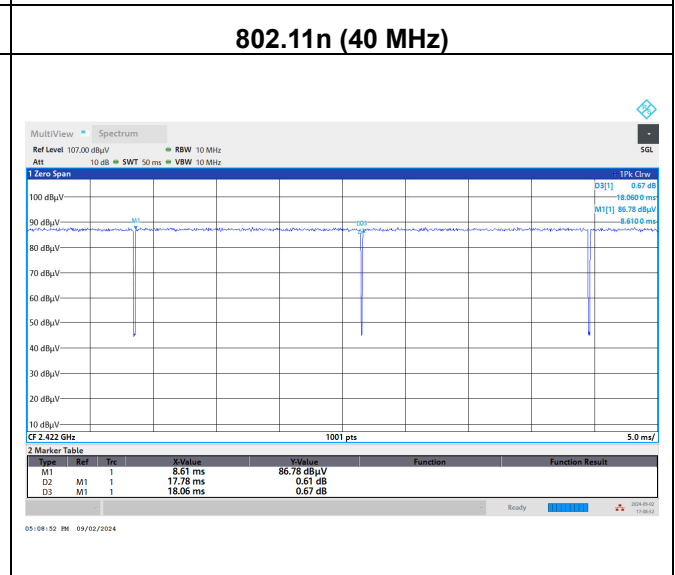 802.11n (40 MHz)
MultiView Spectrum
Ref Level 107.00 dBµV RBW 10 MHz SGL
Att 10 dB SWT 50 ms VBW 10 MHz
1 Zero Span 1Pk Clrw
D3[1] 0.67 dB
18.060 0 ms
M1[1] 86.78 dBµV
8.610 0 ms
100 dBµV
90 dBµV
M1
80 dBµV
70 dBµV
60 dBµV
50 dBµV
40 dBµV
30 dBµV
20 dBµV
10 dBµV
CF 2.422 GHz 1001 pts 5.0 ms/
2 Marker Table
Type Ref Trc X-Value Y-Value Function Function Result
M1 1 8.61 ms 86.78 dBµV
D2 M1 1 17.78 ms 0.61 dB
D3 M1 1 18.06 ms 0.67 dB
Ready 2024-09-02
17:08:52
05:08:52 PM 09/02/2024